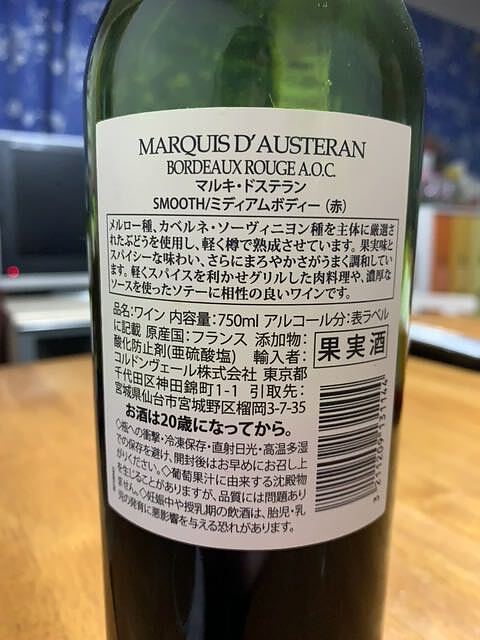 MARQUIS D'AUSTERAN
BORDEAUX ROUGE A.O.C.
マルキ・ドステラン
SMOOTH/ミディアムボディー（赤）
メルロー種、カベルネ・ソーヴィニヨン種を主体に厳選さ
れたぶどうを使用し、軽く樽で熟成させています。果実味と
スパイシーな味わい、さらにまろやかさがうまく調和してい
ます。軽くスパイスを利かせグリルした肉料理や、濃厚な
ソースを使ったソテーに相性の良いワインです。
品名:ワイン 内容量:750ml アルコール分:表ラベル
に記載 原産国:フランス 添加物:
酸化防止剤(亜硫酸塩) 輸入者:
コルドンヴェール株式会社 東京都
千代田区神田錦町1-1 引取先:
宮城県仙台市宮城野区榴岡3-7-35
果実酒
お酒は20歳になってから。
◇瓶への衝撃・冷凍保存・直射日光・高温多湿
での保存を避け、開封後はお早めにお召し上
がりください。◇葡萄果汁に由来する沈殿物
を生じることがありますが、品質には問題あり
ません。◇妊娠中や授乳期の飲酒は、胎児・乳
児の発育に悪影響を与える恐れがあります。
3 211209 131144